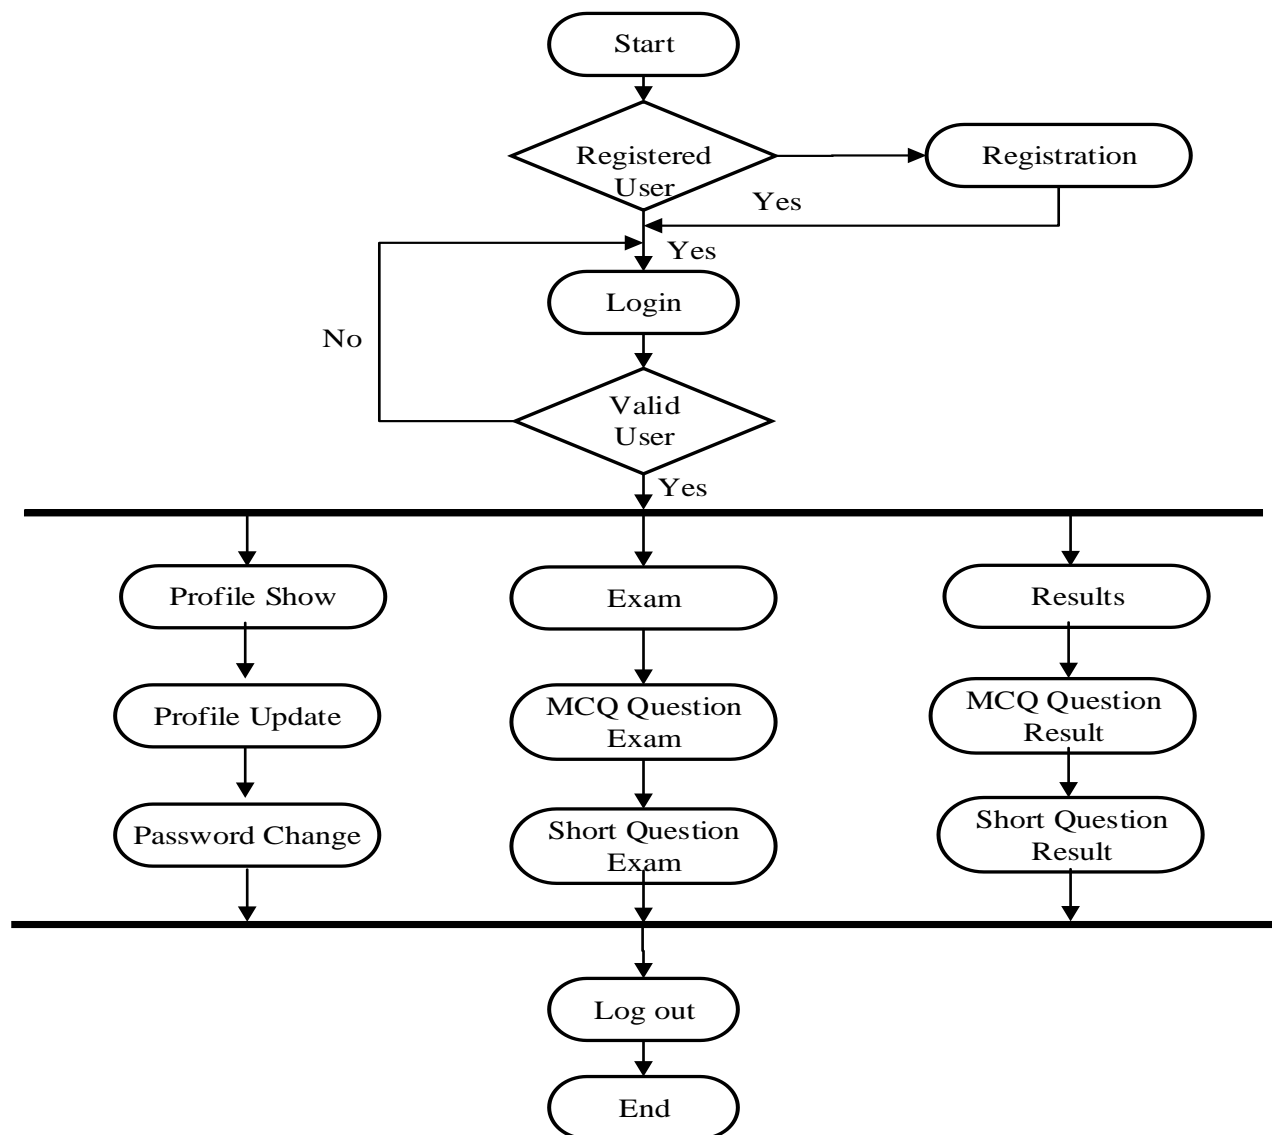 Start
Registered
User
Registration
Yes
Yes
Login
No
Valid
User
Yes
Profile Show
Exam
Results
Profile Update
MCQ Question
Exam
MCQ Question
Result
Password Change
Short Question
Exam
Short Question
Result
Log out
End